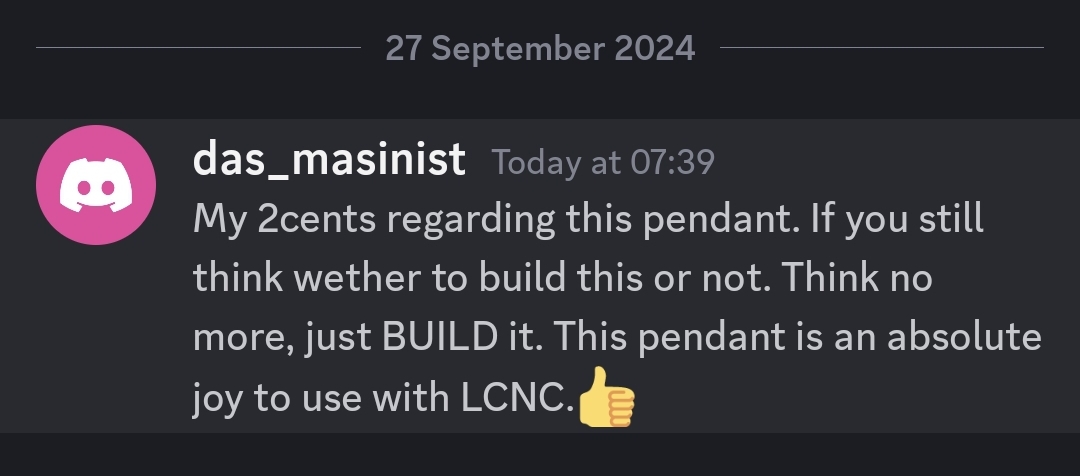 27 September 2024
das_masinist Today at 07:39
My 2cents regarding this pendant. If you still
think wether to build this or not. Think no
more, just BUILD it. This pendant is an absolute
joy to use with LCNC.👍